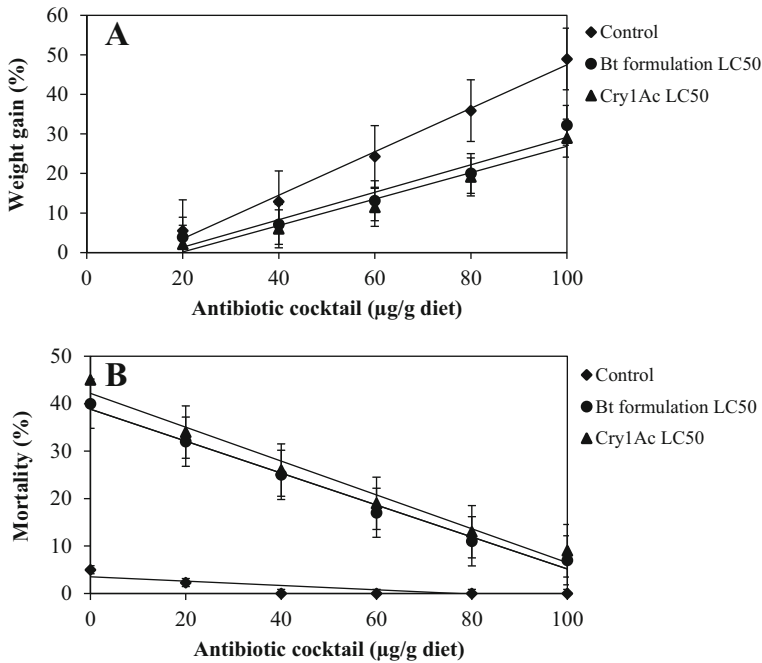 A
Weight gain (%)
60
50
40
30
20
10
0
0 20 40 60 80 100
Antibiotic cocktail (µg/g diet)
Control
Bt formulation LC50
Cry1Ac LC50
B
Mortality (%)
50
40
30
20
10
0
0 20 40 60 80 100
Antibiotic cocktail (µg/g diet)
Control
Bt formulation LC50
Cry1Ac LC50